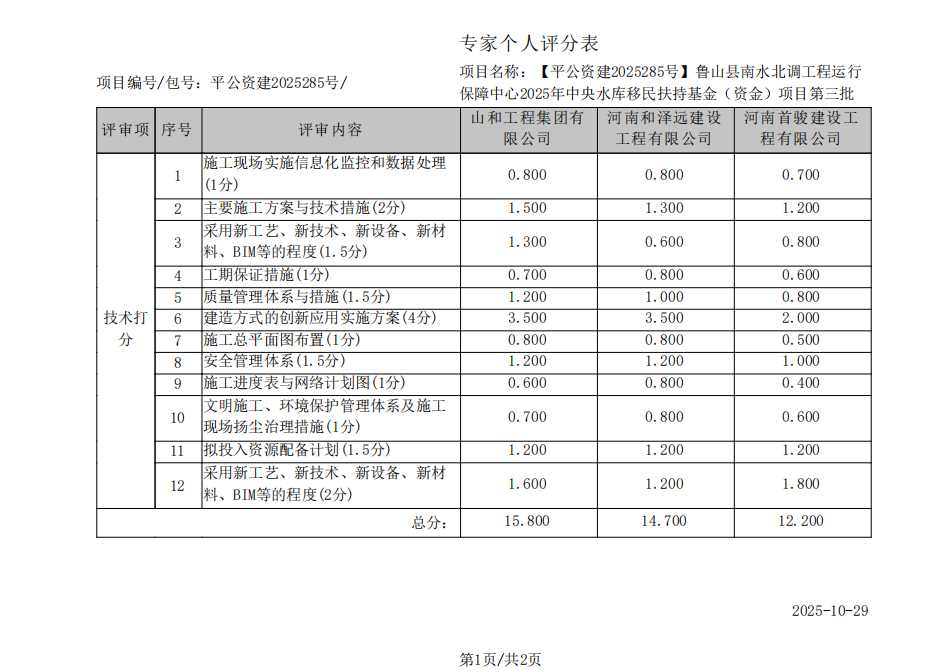 专家个人评分表
项目编号/包号: 平公资建2025285号/
项目名称: 【平公资建2025285号】鲁山县南水北调工程运行
保障中心2025年中央水库移民扶持基金（资金）项目第三批
评审项 序号 评审内容 山和工程集团有 河南和泽远建设 河南首骏建设工
限公司 工程有限公司 程有限公司
施工现场实施信息化监控和数据处理
1 (1分) 0.800 0.800 0.700
2 主要施工方案与技术措施(2分) 1.500 1.300 1.200
采用新工艺、新技术、新设备、新材
3 料、BIM等的程度(1.5分) 1.300 0.600 0.800
4 工期保证措施(1分) 0.700 0.800 0.600
5 质量管理体系与措施(1.5分) 1.200 1.000 0.800
技术打
分
6 建造方式的创新应用实施方案(4分) 3.500 3.500 2.000
7 施工总平面图布置(1分) 0.800 0.800 0.500
8 安全管理体系(1.5分) 1.200 1.200 1.000
9 施工进度表与网络计划图(1分) 0.600 0.800 0.400
文明施工、环境保护管理体系及施工
10 现场扬尘治理措施(1分) 0.700 0.800 0.600
11 拟投入资源配备计划(1.5分) 1.200 1.200 1.200
采用新工艺、新技术、新设备、新材
12 料、BIM等的程度(2分) 1.600 1.200 1.800
总分: 15.800 14.700 12.200
2025-10-29
第1页/共2页